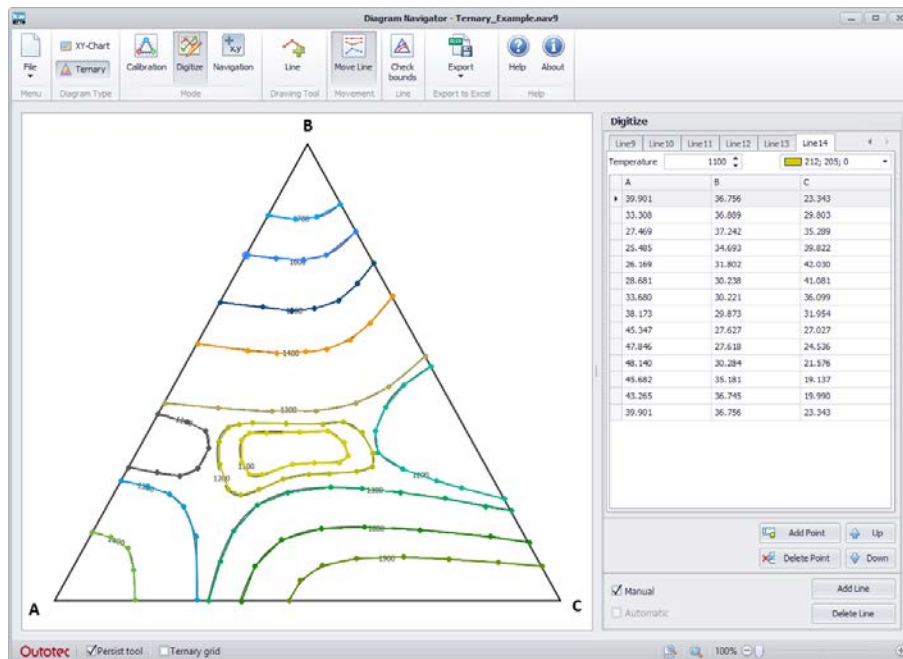 Diagram Navigator - Ternary_Example.nav9
File
XY-Chart
Ternary
Calibration
Digitize
x,y
Navigation
Line
Move Line
Check bounds
Export
Help
About
Menu
Diagram Type
Mode
Drawing Tool
Movement
Line
Export to Excel
Help
B
1600
1400
1300
1200
1100
1200
1300
1800
1900
A
C
Digitize
Line9 Line10 Line11 Line12 Line13 Line14
Temperature 1100 212; 205; 0
A B C
39.901 36.756 23.343
33.308 36.889 29.803
27.469 37.242 35.289
25.485 34.693 39.822
26.169 31.802 42.030
28.681 30.238 41.081
33.680 30.221 36.099
38.173 29.873 31.954
45.347 27.627 27.027
47.846 27.618 24.536
48.140 30.284 21.576
45.682 35.181 19.137
43.265 36.745 19.990
39.901 36.756 23.343
Add Point Up
Delete Point Down
Manual Add Line
Automatic Delete Line
Outotec Persist tool Ternary grid 100%